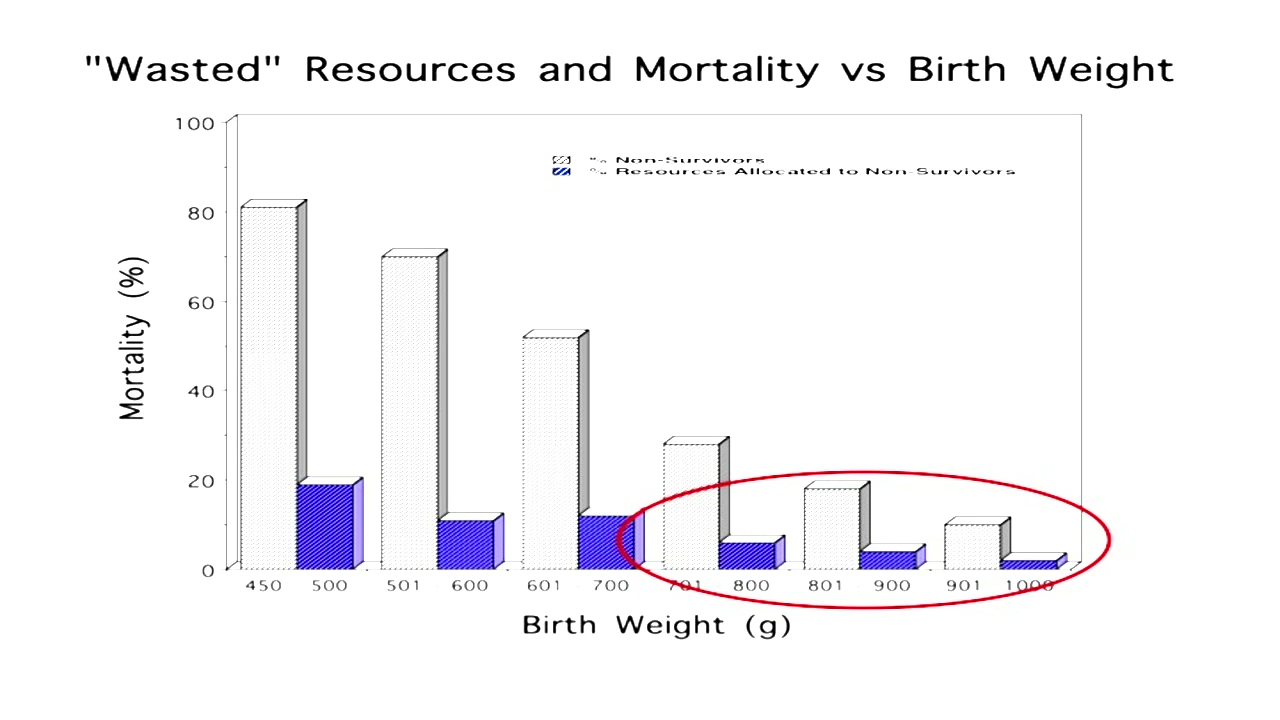 "Wasted" Resources and Mortality vs Birth Weight
100
% Non-Survivors
% Resources Allocated to Non-Survivors
80
60
Mortality (%)
40
20
0
450 500 501 600 601 700 701 800 801 900 901 1000
Birth Weight (g)